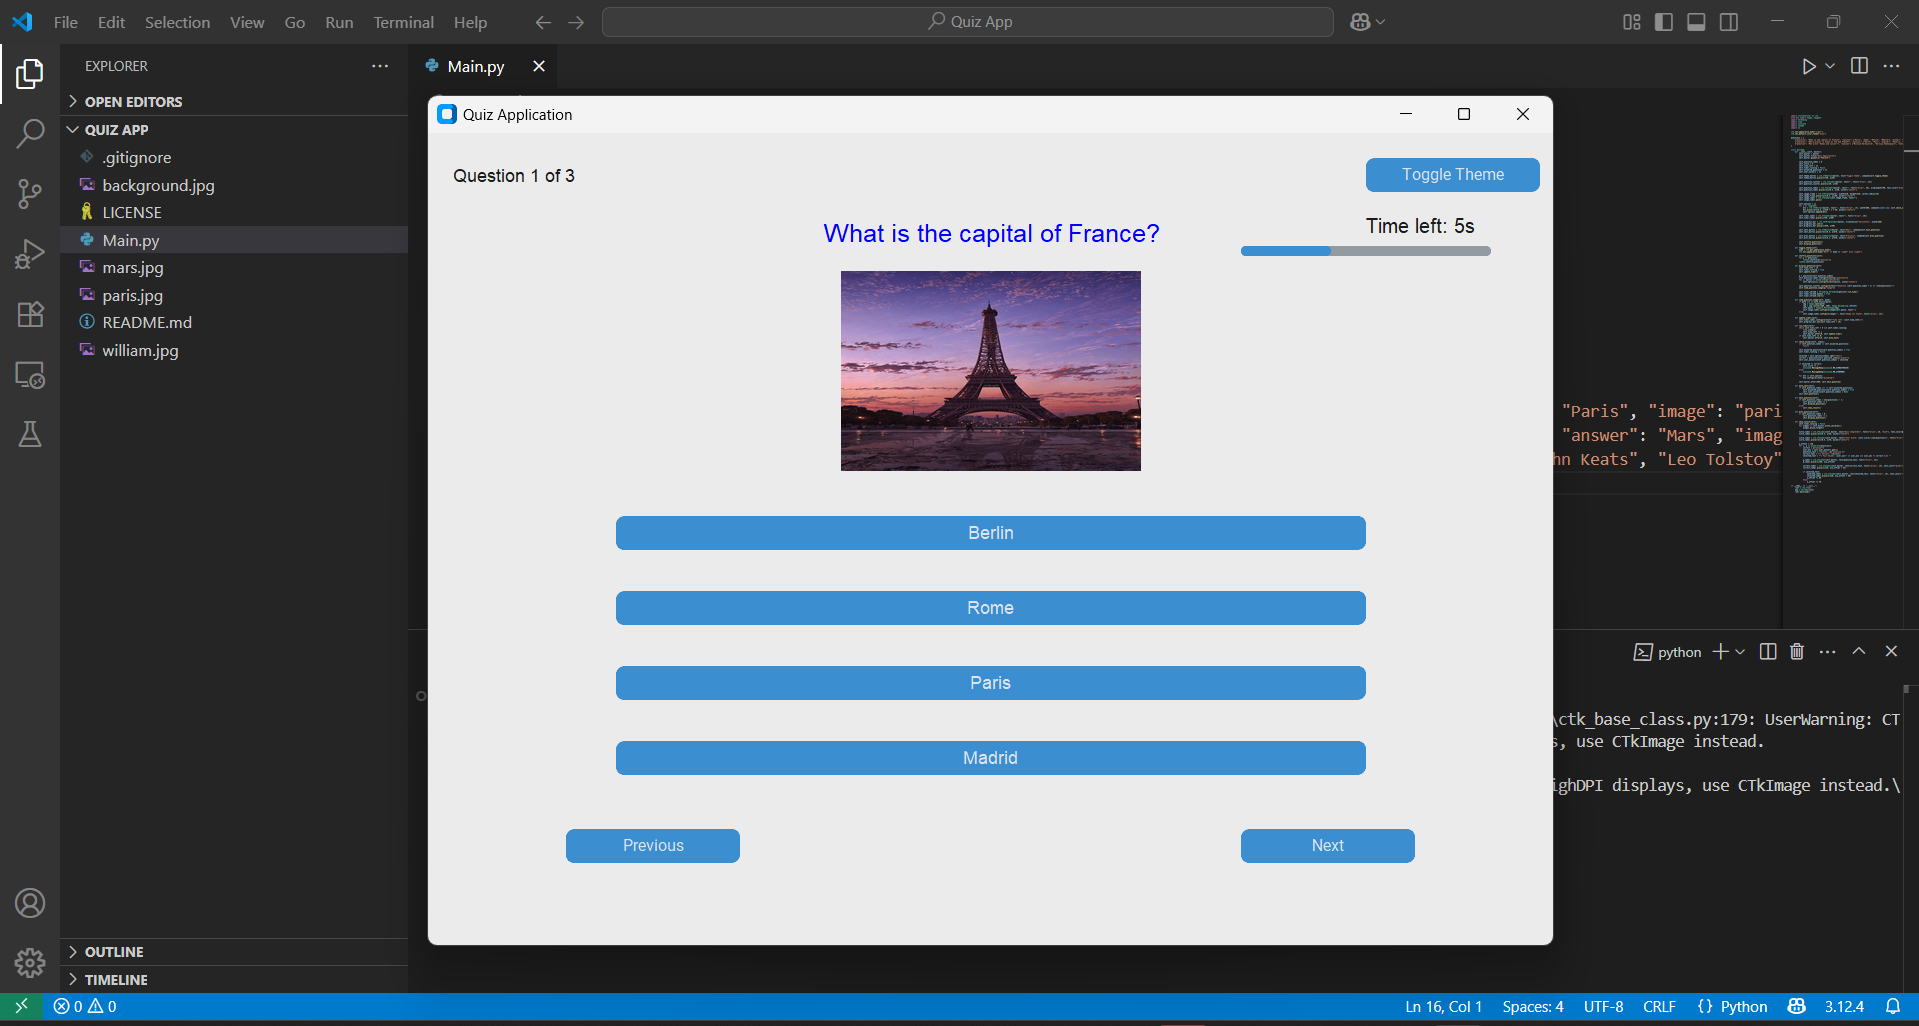 File Edit Selection View Go Run Terminal Help
Quiz App
EXPLORER
OPEN EDITORS
QUIZ APP
.gitignore
background.jpg
LICENSE
Main.py
mars.jpg
paris.jpg
README.md
william.jpg
OUTLINE
TIMELINE
Main.py
Quiz Application
Question 1 of 3
Toggle Theme
Time left: 5s
What is the capital of France?
Berlin
Rome
Paris
Madrid
Previous
Next
"Paris", "image": "pari
"answer": "Mars", "imag
hn Keats", "Leo Tolstoy"
python
\ctk_base_class.py:179: UserWarning: CT
s, use CTkImage instead.
ighDPI displays, use CTkImage instead.\
0 0
Ln 16, Col 1 Spaces: 4 UTF-8 CRLF {} Python 3.12.4